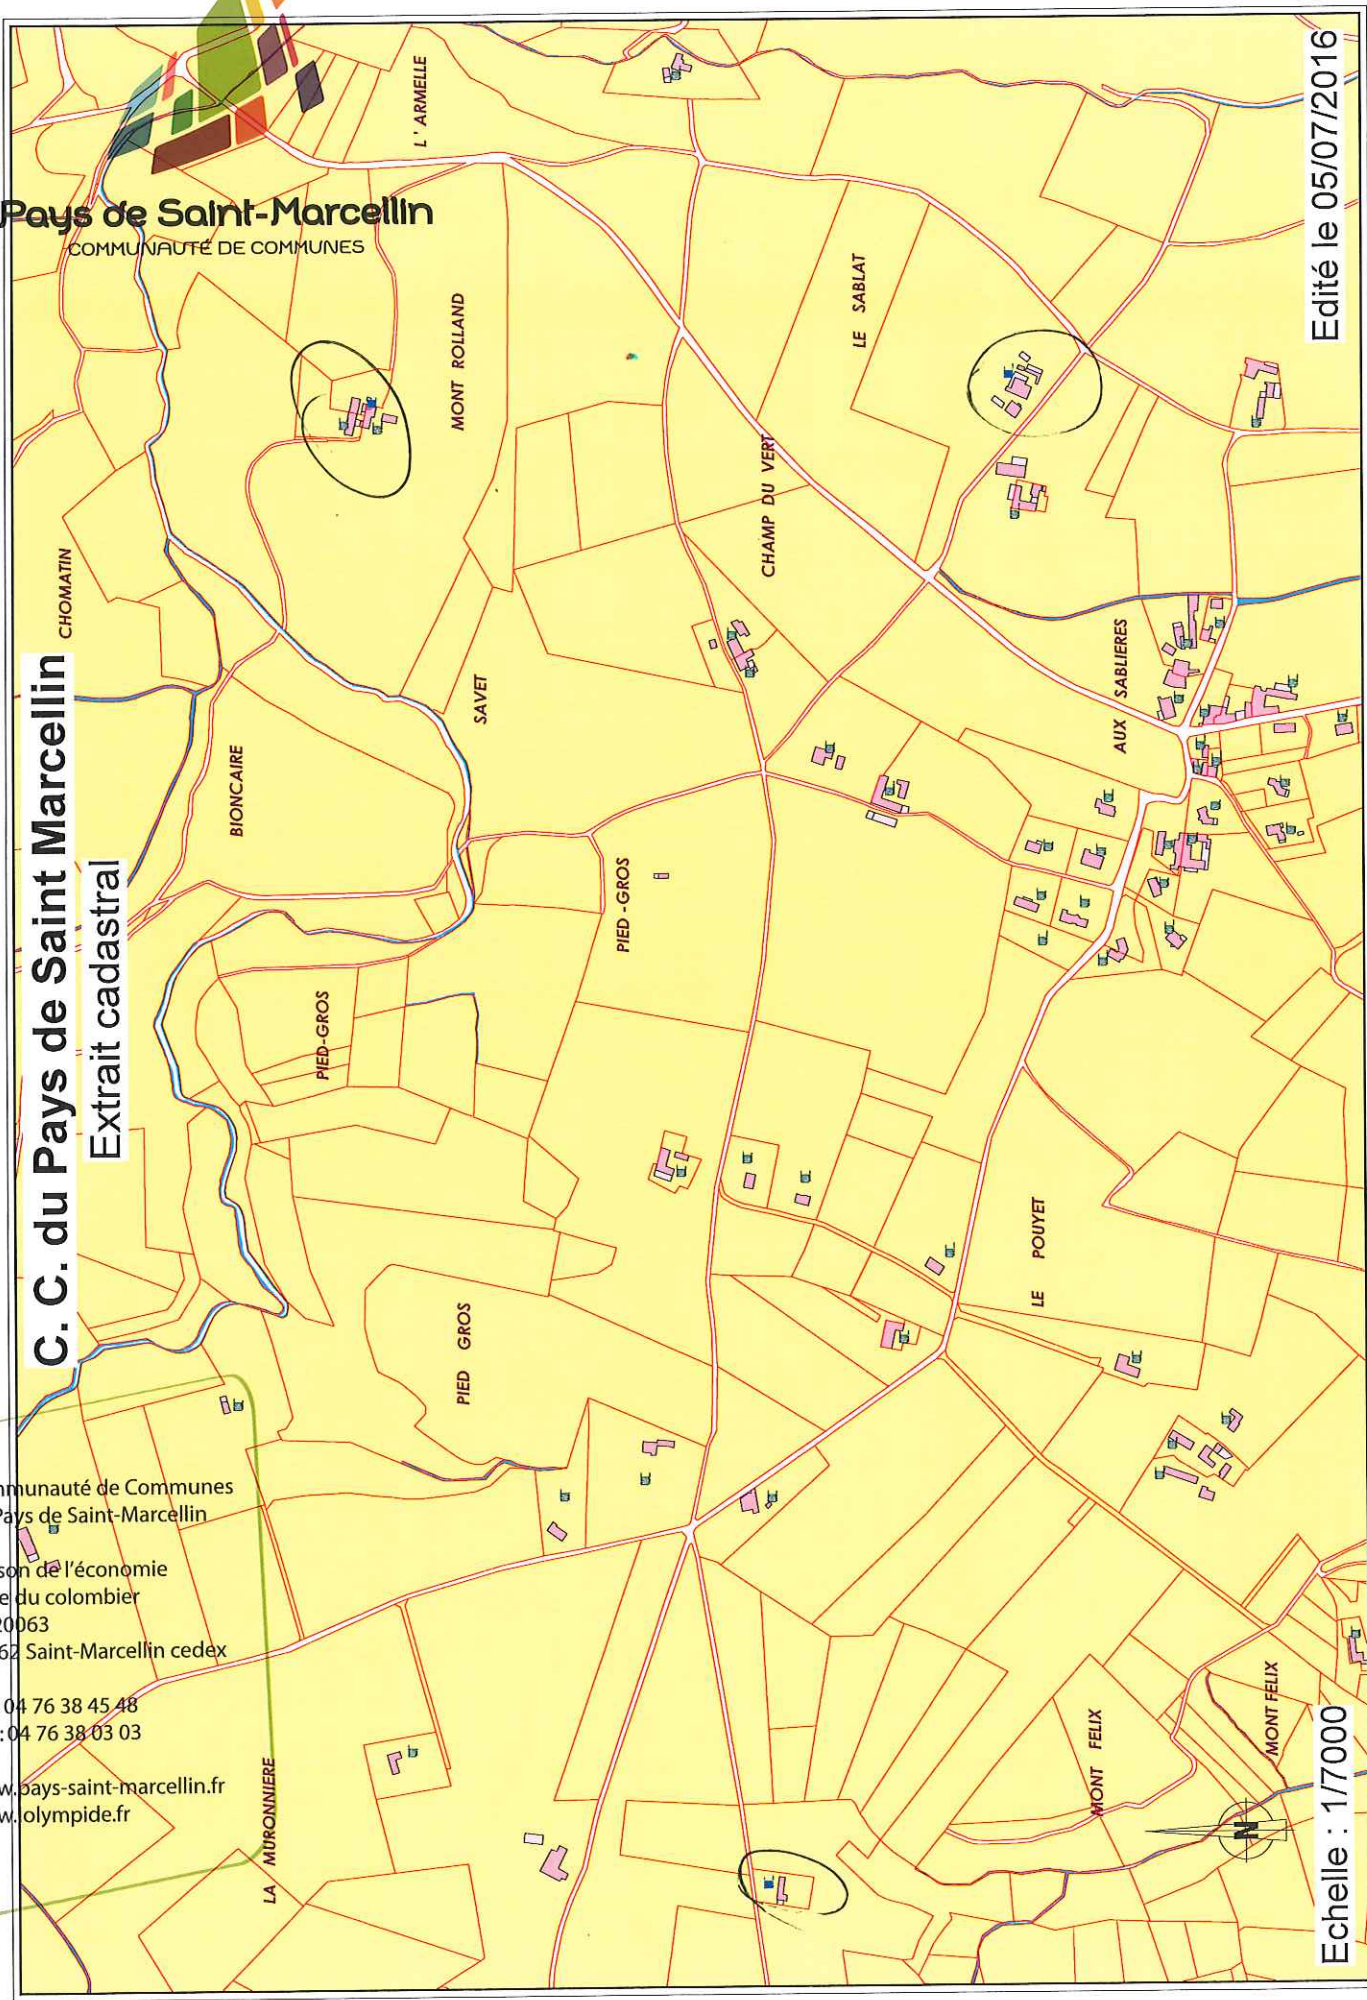 C. C. du Pays de Saint Marcellin
Extrait cadastral
Pays de Saint-Marcellin
COMMUNAUTÉ DE COMMUNES
L' ARMELLE
MONT ROLLAND
LE SABLAT
CHAMP DU VERT
CHOMATIN
SAVET
BIONCAIRE
AUX SABLIERES
PIED -GROS
PIED-GROS
PIED GROS
LE POUYET
LA MURONNIERE
MONT FELIX
MONT FELIX
N
Echelle : 1/7000
Edité le 05/07/2016
mmunauté de Communes
Pays de Saint-Marcellin
son de l'économie
e du colombier
20063
62 Saint-Marcellin cedex
04 76 38 45 48
: 04 76 38 03 03
w.pays-saint-marcellin.fr
w.olympide.fr